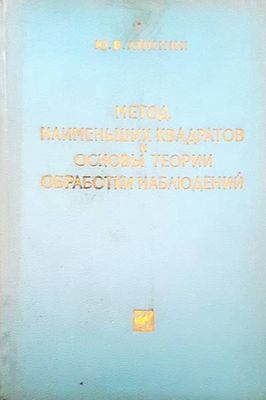 Ю. В. ЛИННИК
МЕТОД
НАИМЕНЬШИХ КВАДРАТОВ
И
ОСНОВЫ ТЕОРИИ
ОБРАБОТКИ НАБЛЮДЕНИЙ